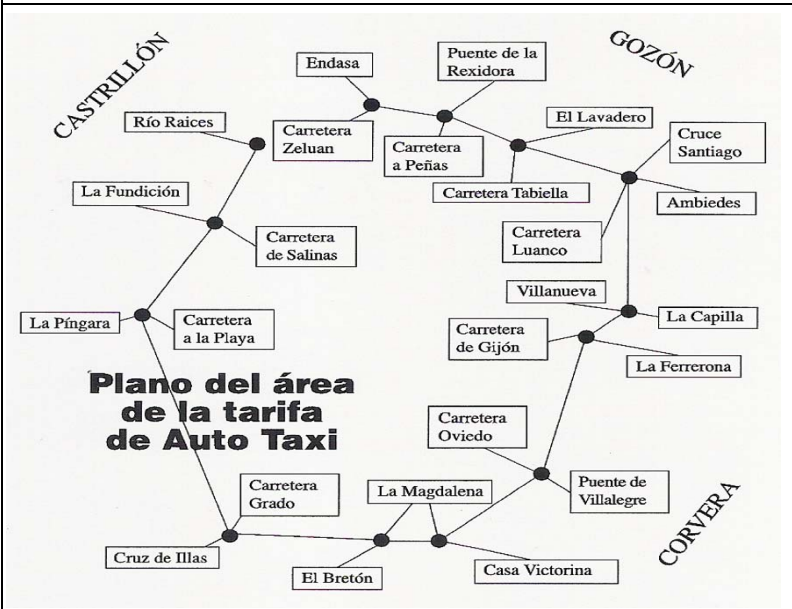 CASTRILLÓN
GOZÓN
Endasa
Puente de la
Rexidora
Río Raices
Carretera
Zeluan
Carretera
a Peñas
El Lavadero
Cruce
Santiago
Carretera Tabiella
La Fundición
Ambiedes
Carretera
de Salinas
Carretera
Luanco
Villanueva
La Capilla
La Píngara
Carretera
a la Playa
Carretera
de Gijón
La Ferrerona
Plano del área
de la tarifa
de Auto Taxi
Carretera
Oviedo
Carretera
Grado
La Magdalena
Puente de
Villalegre
CORVERA
Cruz de Illas
El Bretón
Casa Victorina